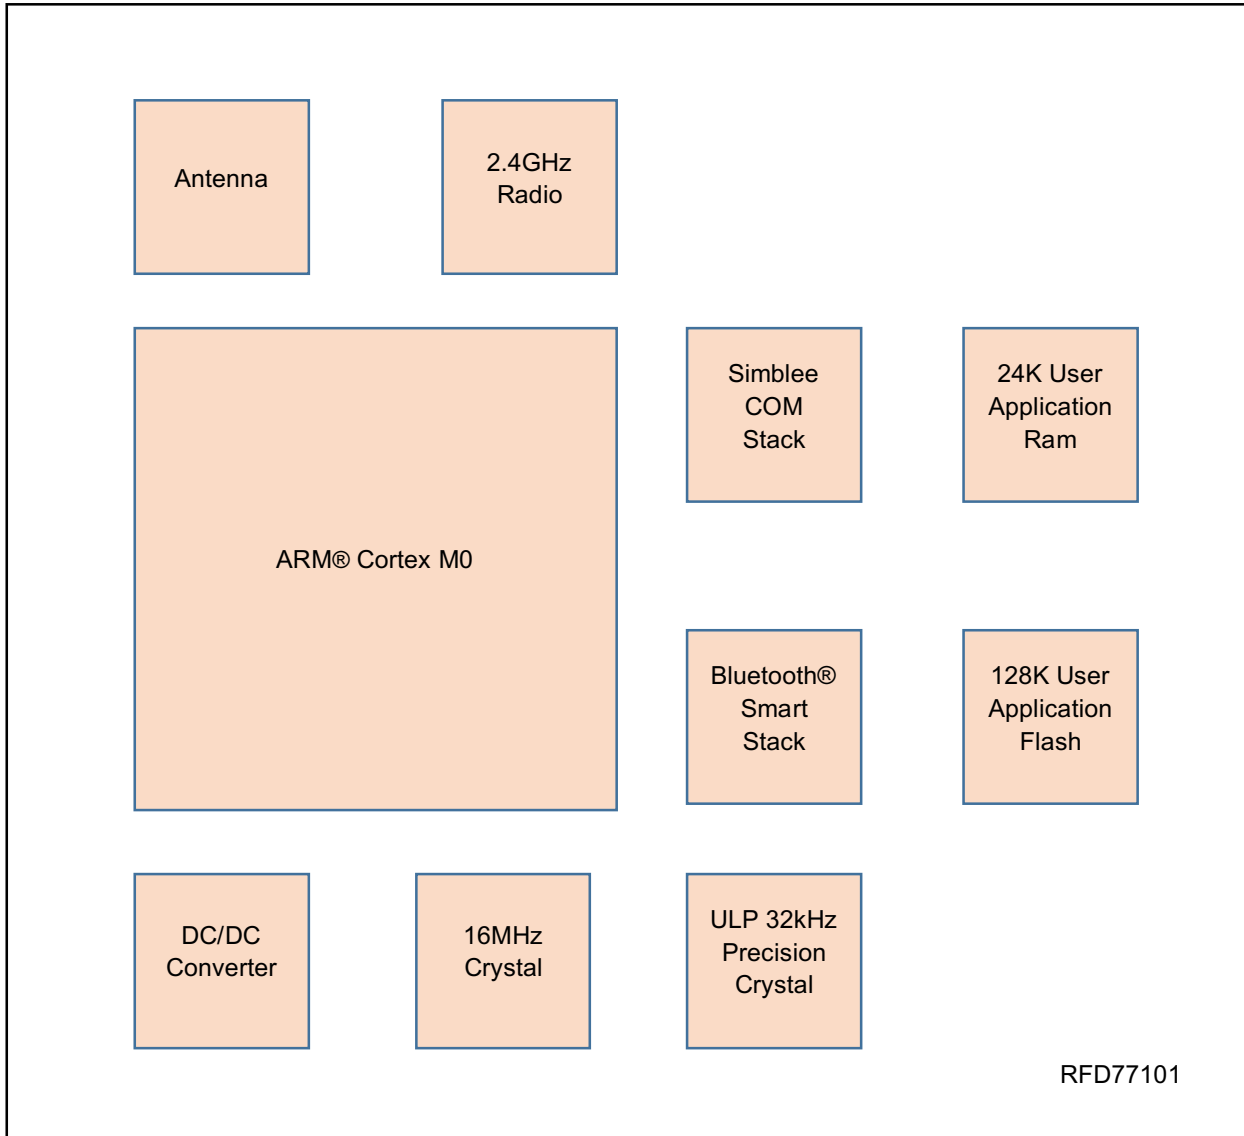 Antenna
2.4GHz
Radio
ARM® Cortex M0
Simblee
COM
Stack
24K User
Application
Ram
Bluetooth®
Smart
Stack
128K User
Application
Flash
DC/DC
Converter
16MHz
Crystal
ULP 32kHz
Precision
Crystal
RFD77101